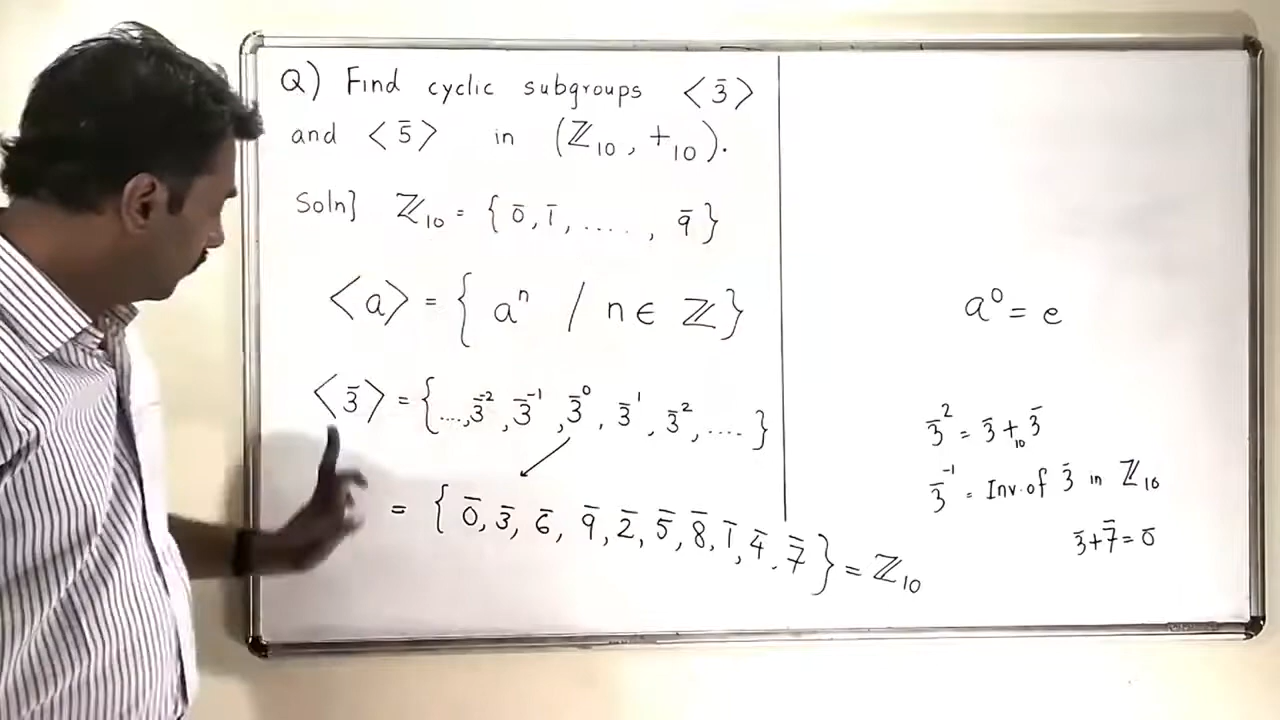 Q) Find cyclic subgroups <3̄>
and <5̄> in (ℤ₁₀, +₁₀).
Soln] ℤ₁₀ = {0̄, 1̄, ....., 9̄}
<a> = {aⁿ / n ∈ ℤ}
<3̄> = {...., 3̄⁻², 3̄⁻¹, 3̄⁰, 3̄¹, 3̄², ....}
= {0̄, 3̄, 6̄, 9̄, 2̄, 5̄, 8̄, 1̄, 4̄, 7̄} = ℤ₁₀
a⁰ = e
3̄² = 3̄ +₁₀ 3̄
3̄⁻¹ = Inv. of 3̄ in ℤ₁₀
3̄ + 7̄ = 0̄